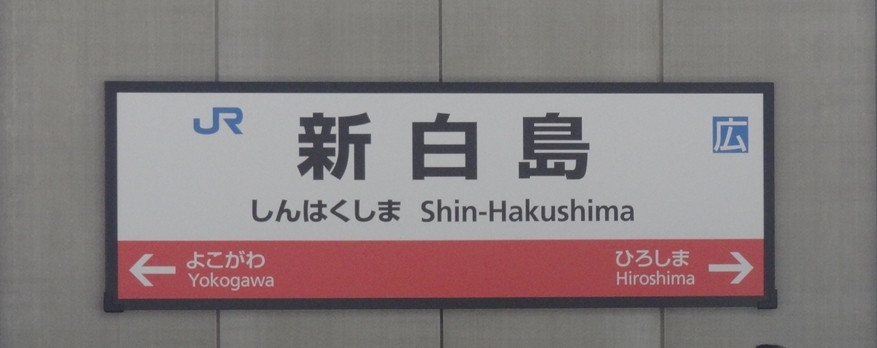 JR 新白島 広
しんはくしま Shin-Hakushima
← よこがわ ひろしま →
Yokogawa Hiroshima